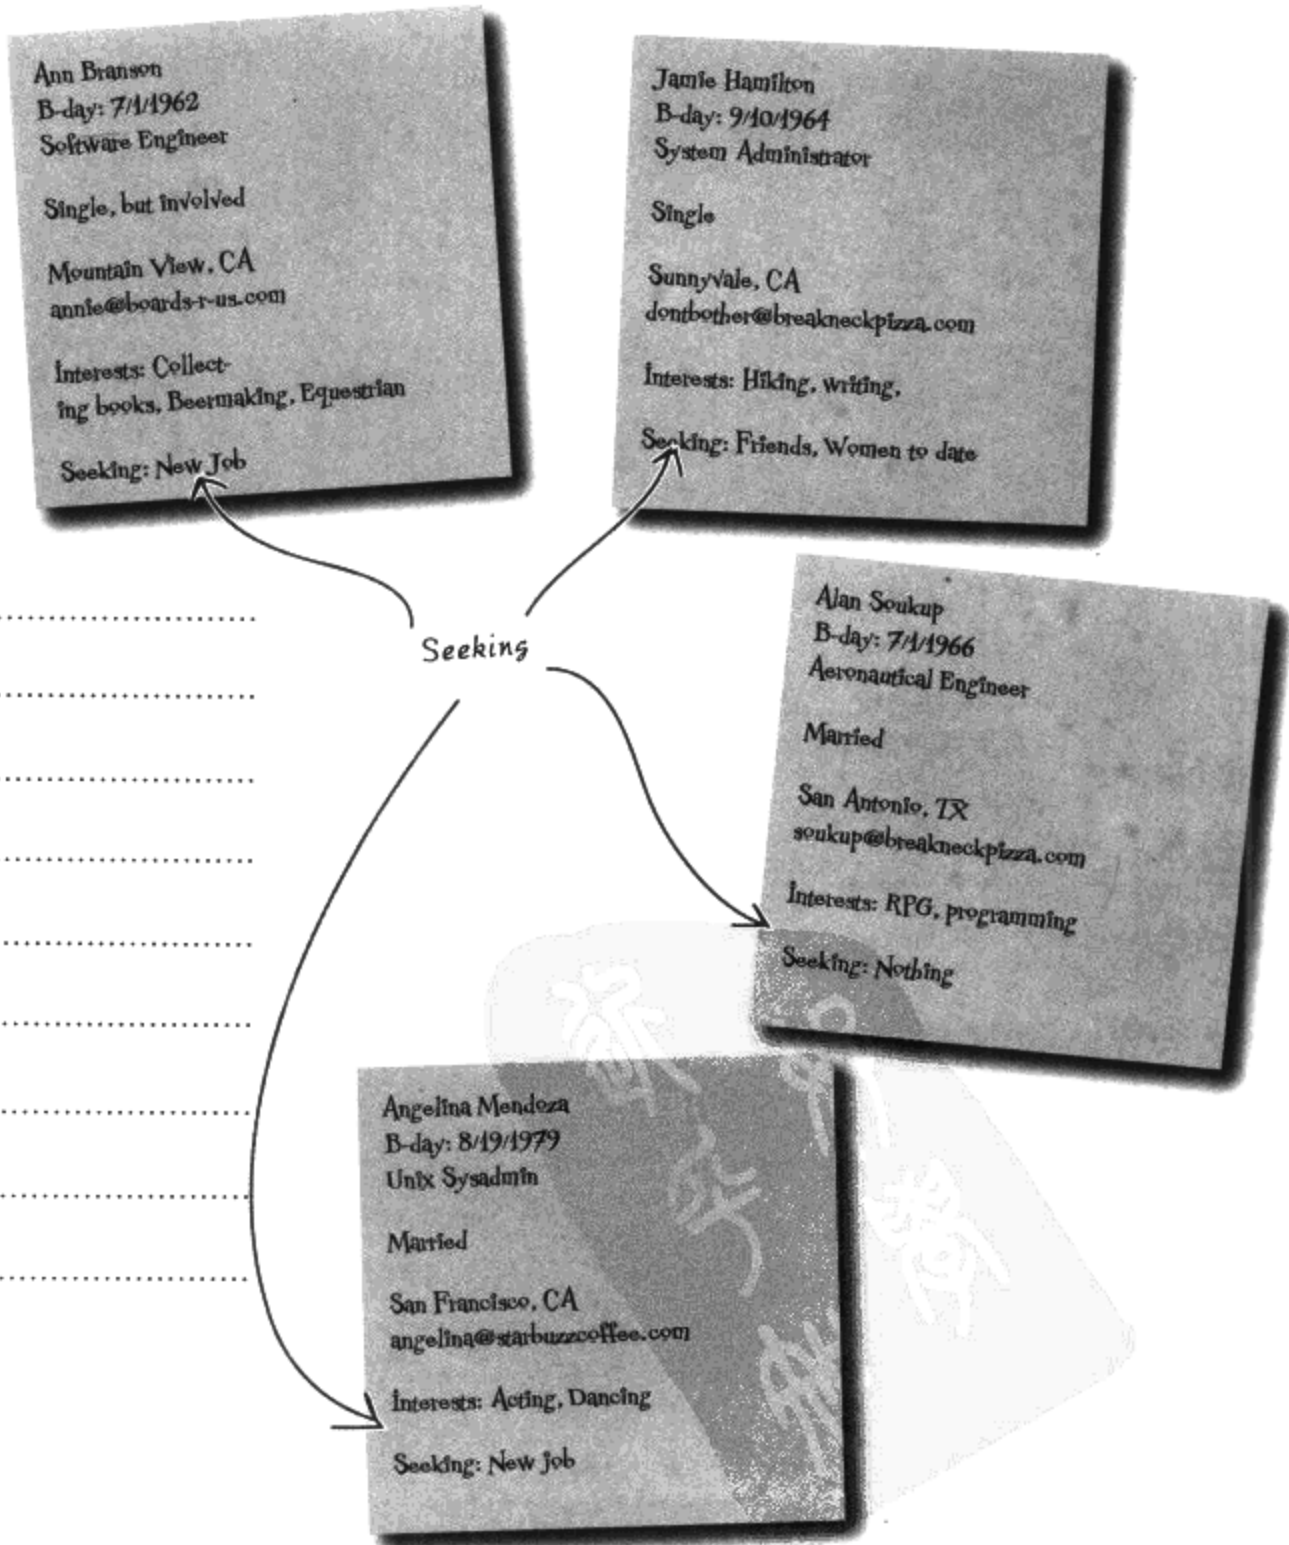 Ann Branson
B-day: 7/1/1962
Software Engineer
Single, but involved
Mountain View, CA
annie@boards-r-us.com
Interests: Collect-
ing books, Beermaking, Equestrian
Seeking: New Job
Jamie Hamilton
B-day: 9/10/1964
System Administrator
Single
Sunnyvale, CA
dontbother@breakneckpizza.com
Interests: Hiking, writing,
Seeking: Friends, Women to date
Seeking
Alan Soukup
B-day: 7/1/1966
Aeronautical Engineer
Married
San Antonio, TX
soukup@breakneckpizza.com
Interests: RPG, programming
Seeking: Nothing
Angelina Mendoza
B-day: 8/19/1979
Unix Sysadmin
Married
San Francisco, CA
angelina@starbuzzcoffee.com
Interests: Acting, Dancing
Seeking: New job